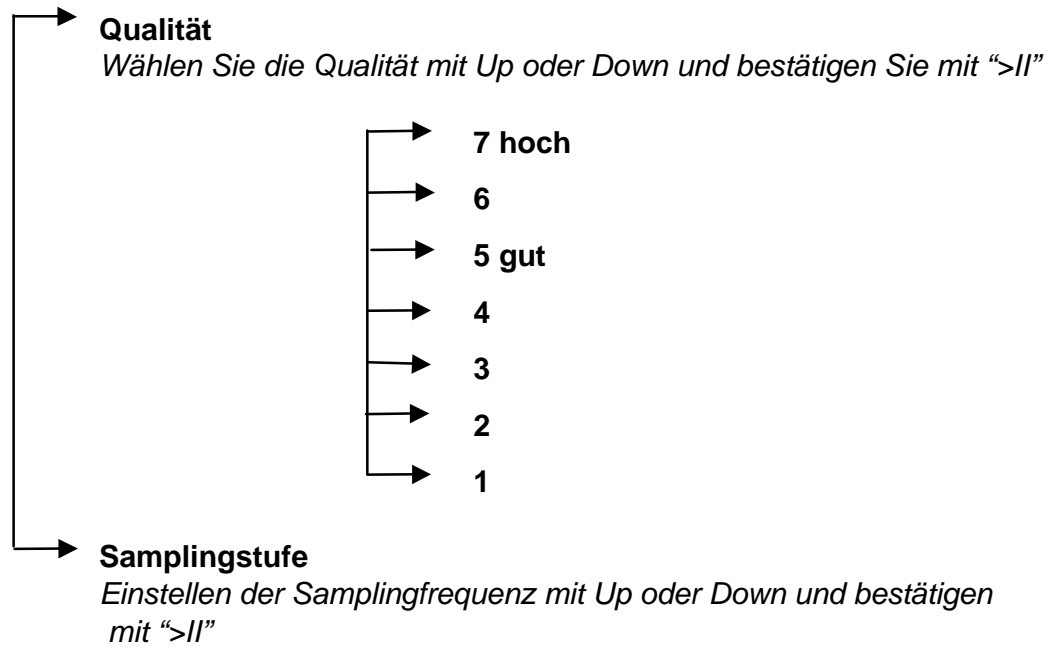 Qualität
Wählen Sie die Qualität mit Up oder Down und bestätigen Sie mit “>II”
7 hoch
6
5 gut
4
3
2
1
Samplingstufe
Einstellen der Samplingfrequenz mit Up oder Down und bestätigen
mit “>II”